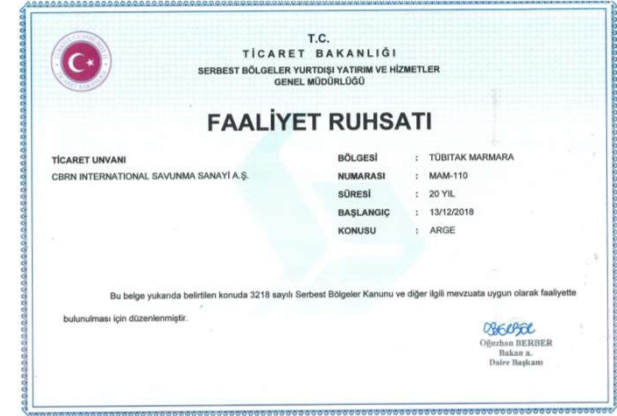 T.C.
TİCARET BAKANLIĞI
SERBEST BÖLGELER YURTDIŞI YATIRIM VE HİZMETLER
GENEL MÜDÜRLÜĞÜ
FAALİYET RUHSATI
TİCARET UNVANI
CBRN INTERNATIONAL SAVUNMA SANAYİ A.Ş.
BÖLGESİ : TÜBITAK MARMARA
NUMARASI : MAM-110
SÜRESİ : 20 YIL
BAŞLANGIÇ : 13/12/2018
KONUSU : ARGE
Bu belge yukarıda belirtilen konuda 3218 sayılı Serbest Bölgeler Kanunu ve diğer ilgili mevzuata uygun olarak faaliyette
bulunulması için düzenlenmiştir.
Oğuzhan BERBER
Bakan a.
Daire Başkanı